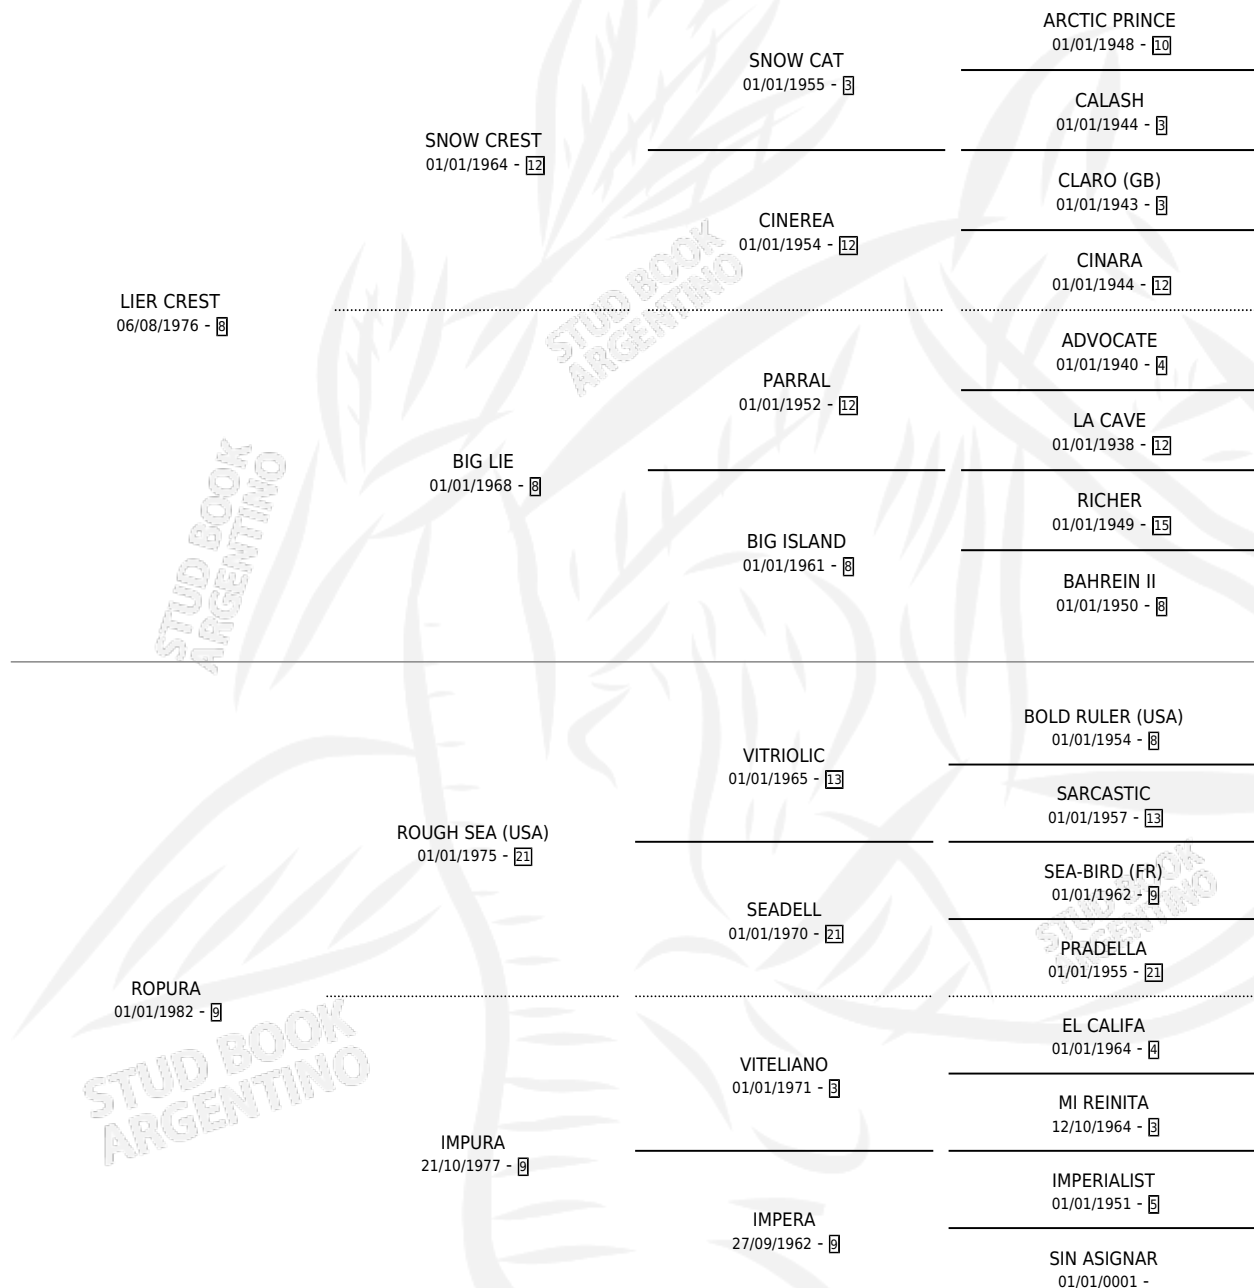 ARCTIC PRINCE
01/01/1948 - 10
SNOW CAT
01/01/1955 - 3
CALASH
01/01/1944 - 3
SNOW CREST
01/01/1964 - 12
CLARO (GB)
01/01/1943 - 3
CINEREA
01/01/1954 - 12
CINARA
01/01/1944 - 12
LIER CREST
06/08/1976 - 8
STUD BOOK
ARGENTINO
ADVOCATE
01/01/1940 - 4
PARRAL
01/01/1952 - 12
LA CAVE
01/01/1938 - 12
BIG LIE
01/01/1968 - 8
RICHER
01/01/1949 - 15
BIG ISLAND
01/01/1961 - 8
BAHREIN II
01/01/1950 - 8
STUD BOOK
ARGENTINO
BOLD RULER (USA)
01/01/1954 - 8
VITRIOLIC
01/01/1965 - 13
SARCASTIC
01/01/1957 - 13
ROUGH SEA (USA)
01/01/1975 - 21
SEA-BIRD (FR)
01/01/1962 - 9
SEADELL
01/01/1970 - 21
PRADELLA
01/01/1955 - 21
STUD BOOK
ARGENTINO
ROPURA
01/01/1982 - 9
EL CALIFA
01/01/1964 - 4
VITELIANO
01/01/1971 - 3
MI REINITA
12/10/1964 - 3
STUD BOOK
ARGENTINO
IMPURA
21/10/1977 - 9
IMPERIALIST
01/01/1951 - 5
IMPERA
27/09/1962 - 9
SIN ASIGNAR
01/01/0001 -